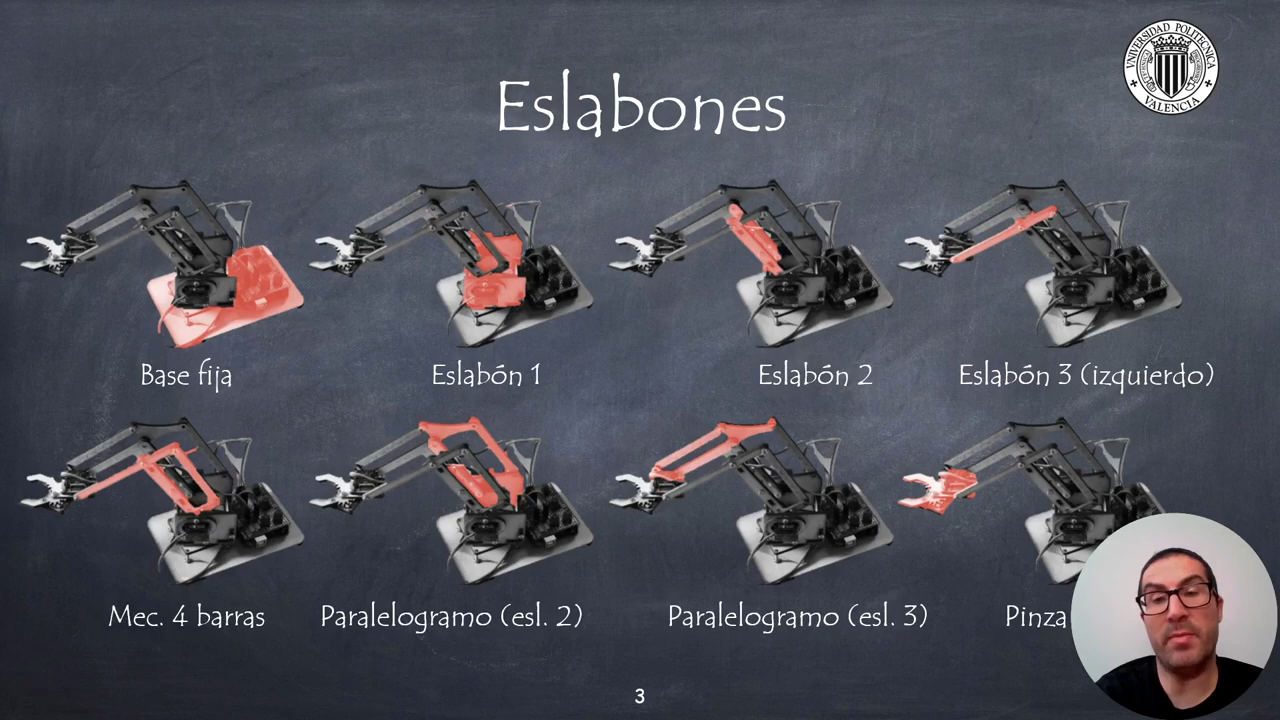 UNIVERSIDAD POLITECNICA
VALENCIA
Eslabones
Base fija
Eslabón 1
Eslabón 2
Eslabón 3 (izquierdo)
Mec. 4 barras
Paralelogramo (esl. 2)
Paralelogramo (esl. 3)
Pinza
3